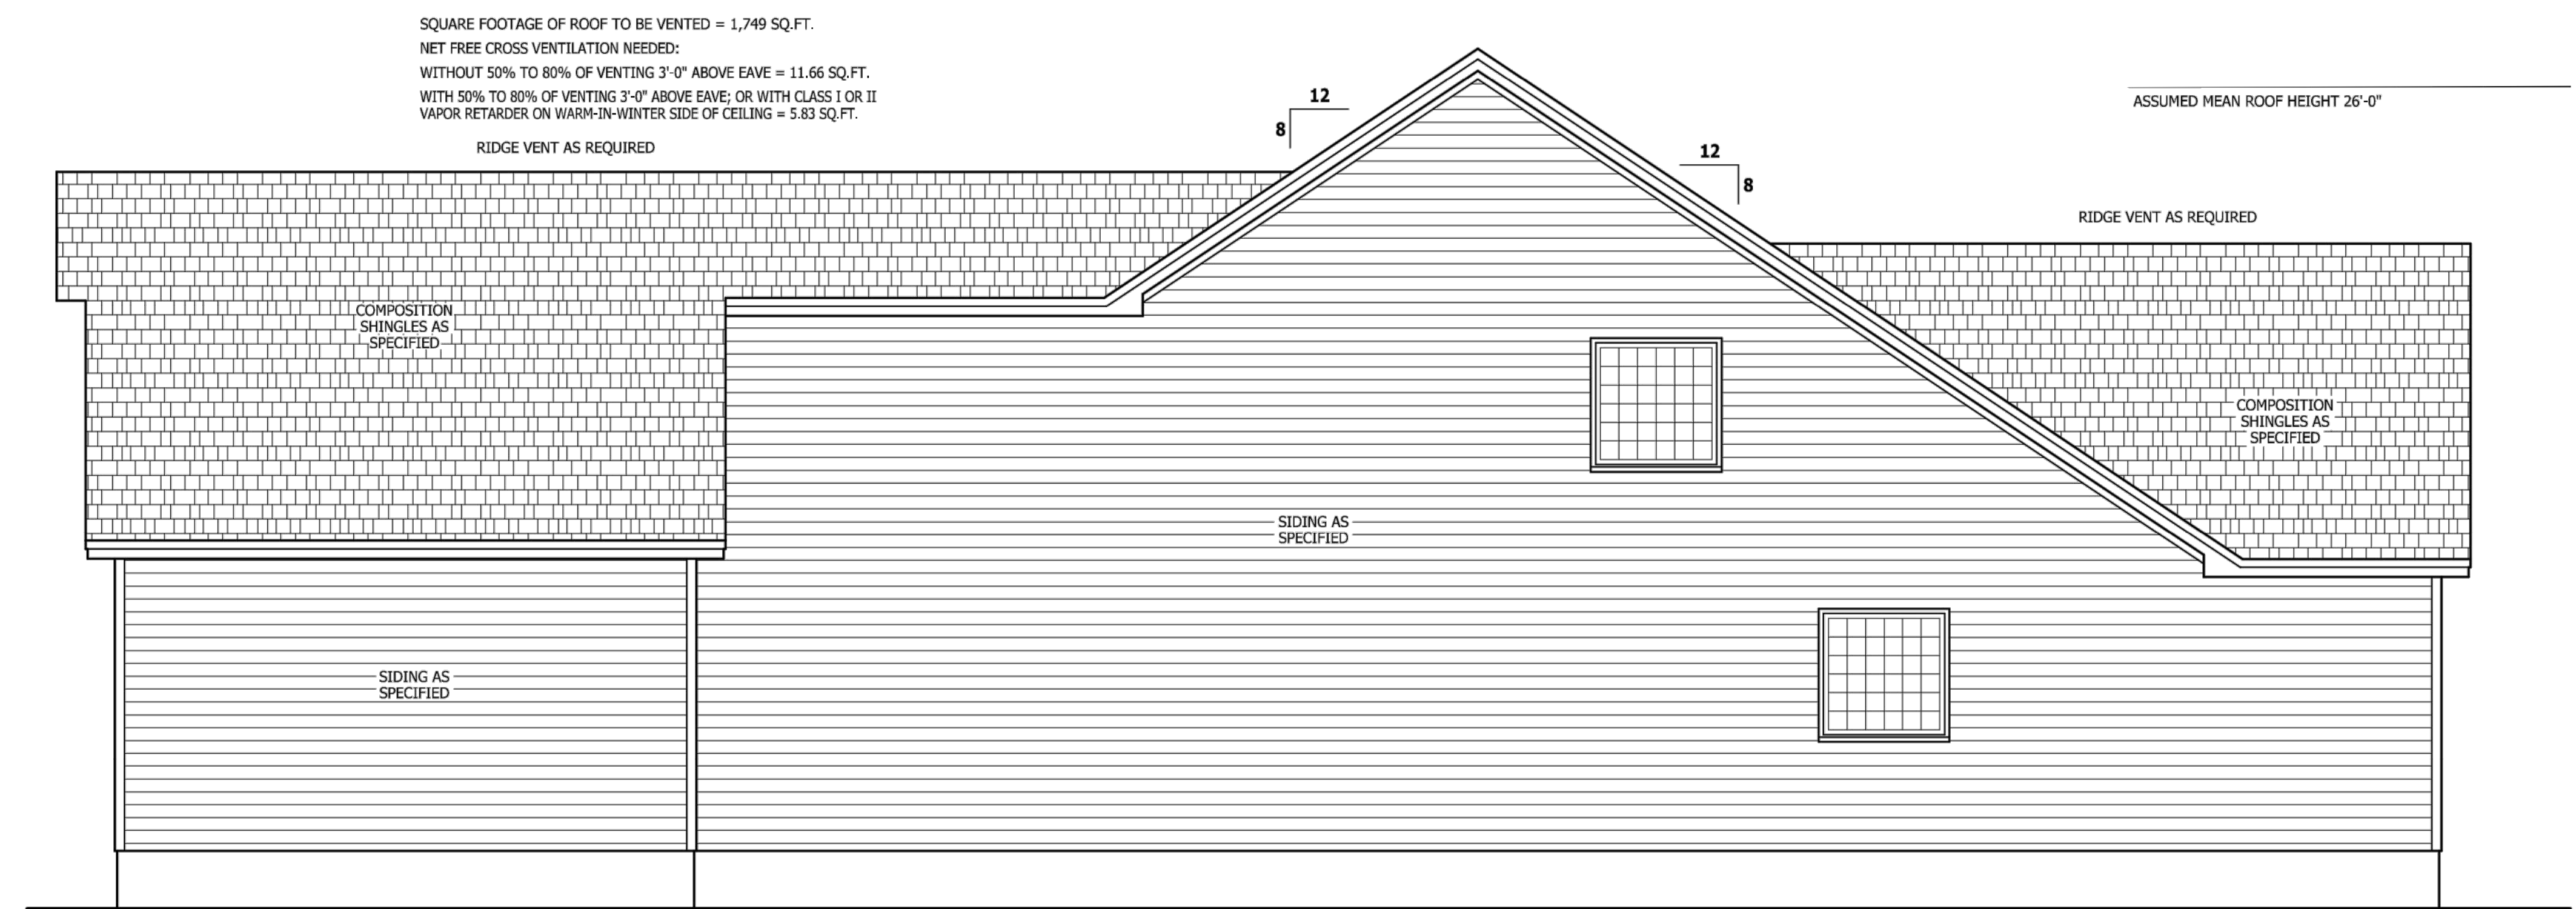 SQUARE FOOTAGE OF ROOF TO BE VENTED = 1,749 SQ.FT.
NET FREE CROSS VENTILATION NEEDED:
WITHOUT 50% TO 80% OF VENTING 3'-0" ABOVE EAVE = 11.66 SQ.FT.
WITH 50% TO 80% OF VENTING 3'-0" ABOVE EAVE; OR WITH CLASS I OR II
VAPOR RETARDER ON WARM-IN-WINTER SIDE OF CEILING = 5.83 SQ.FT.
RIDGE VENT AS REQUIRED
12
8
12
8
ASSUMED MEAN ROOF HEIGHT 26'-0"
RIDGE VENT AS REQUIRED
COMPOSITION
SHINGLES AS
SPECIFIED
COMPOSITION
SHINGLES AS
SPECIFIED
SIDING AS
SPECIFIED
SIDING AS
SPECIFIED